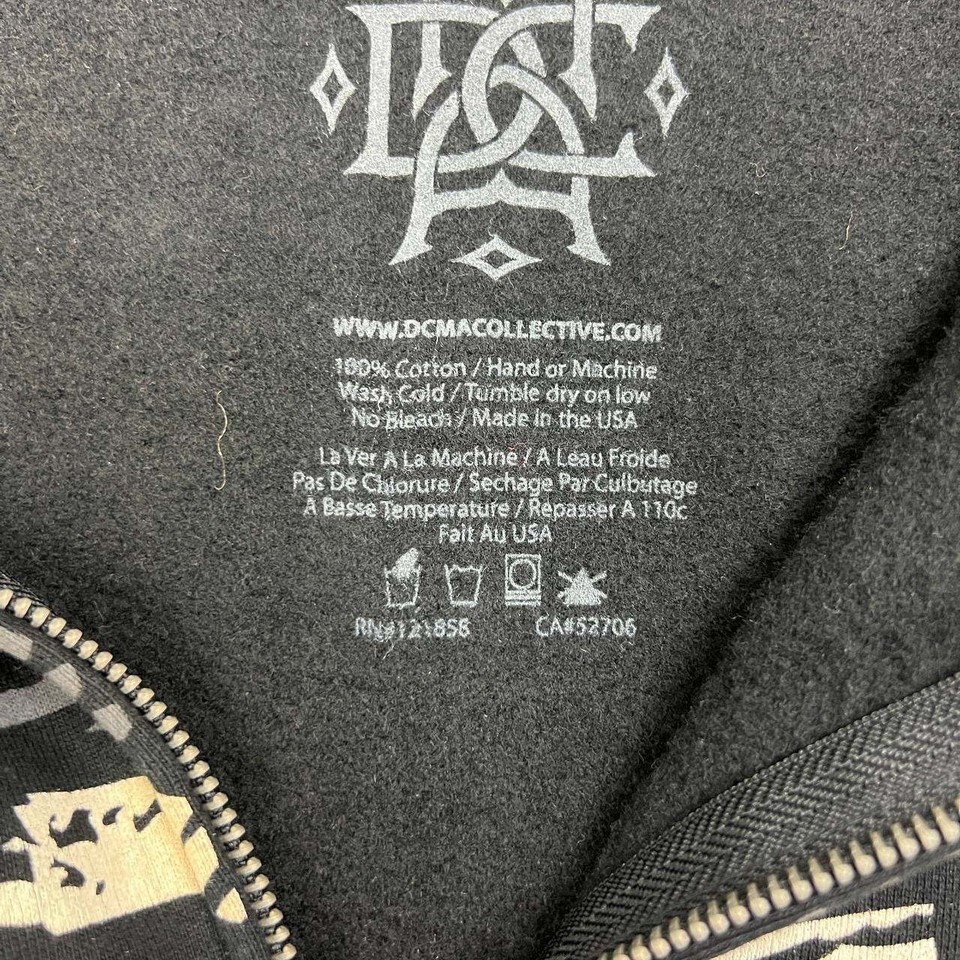 DCMA
WWW.DCMACOLLECTIVE.COM
100% Cotton / Hand or Machine
Wash Cold / Tumble dry on low
No Bleach / Made In the USA
La Ver A La Machine / A Leau Froide
Pas De Chlorure / Sechage Par Culbutage
À Basse Temperature / Repasser A 110c
Fait Au USA
RN#121858 CA#52706